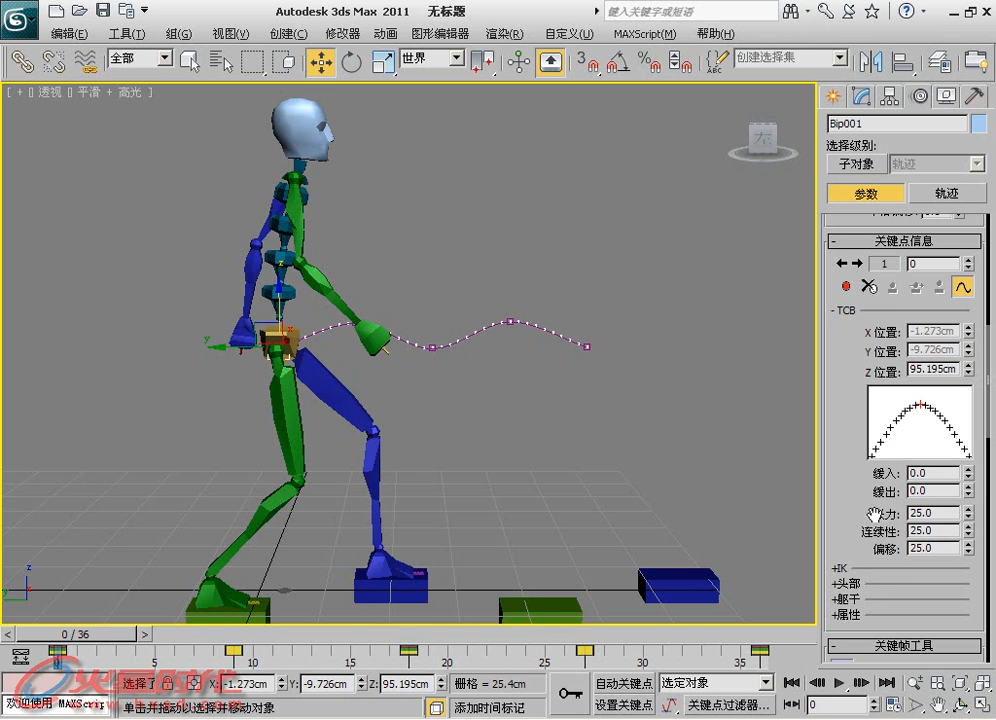 Autodesk 3ds Max 2011 无标题
键入关键字或短语
编辑(E) 工具(T) 组(G) 视图(V) 创建(C) 修改器 动画 图形编辑器 渲染(R) 自定义(U) MAXScript(M) 帮助(H)
全部 世界 3 % ABC 创建选择集
[ + ] 透视 ] 平滑 + 高光 ]
左
Bip001
选择级别:
子对象 轨迹
参数 轨迹
- 关键点信息
1 0
- TCB
X 位置: -1.273cm
Y 位置: -9.726cm
Z 位置: 95.195cm
缓入: 0.0
缓出: 0.0
张力: 25.0
连续性: 25.0
偏移: 25.0
+IK
+头部
+躯干
+属性
- 关键帧工具
z
y
x
z
y
< 0 / 36 >
5 10 15 20 25 30 35
火星时代
选择了 X: -1.273cm Y: -9.726cm Z: 95.195cm 栅格 = 25.4cm 自动关键点 选定对象
欢迎使用 MAXScrip 单击并拖动以选择并移动对象 添加时间标记 设置关键点 关键点过滤器... 0